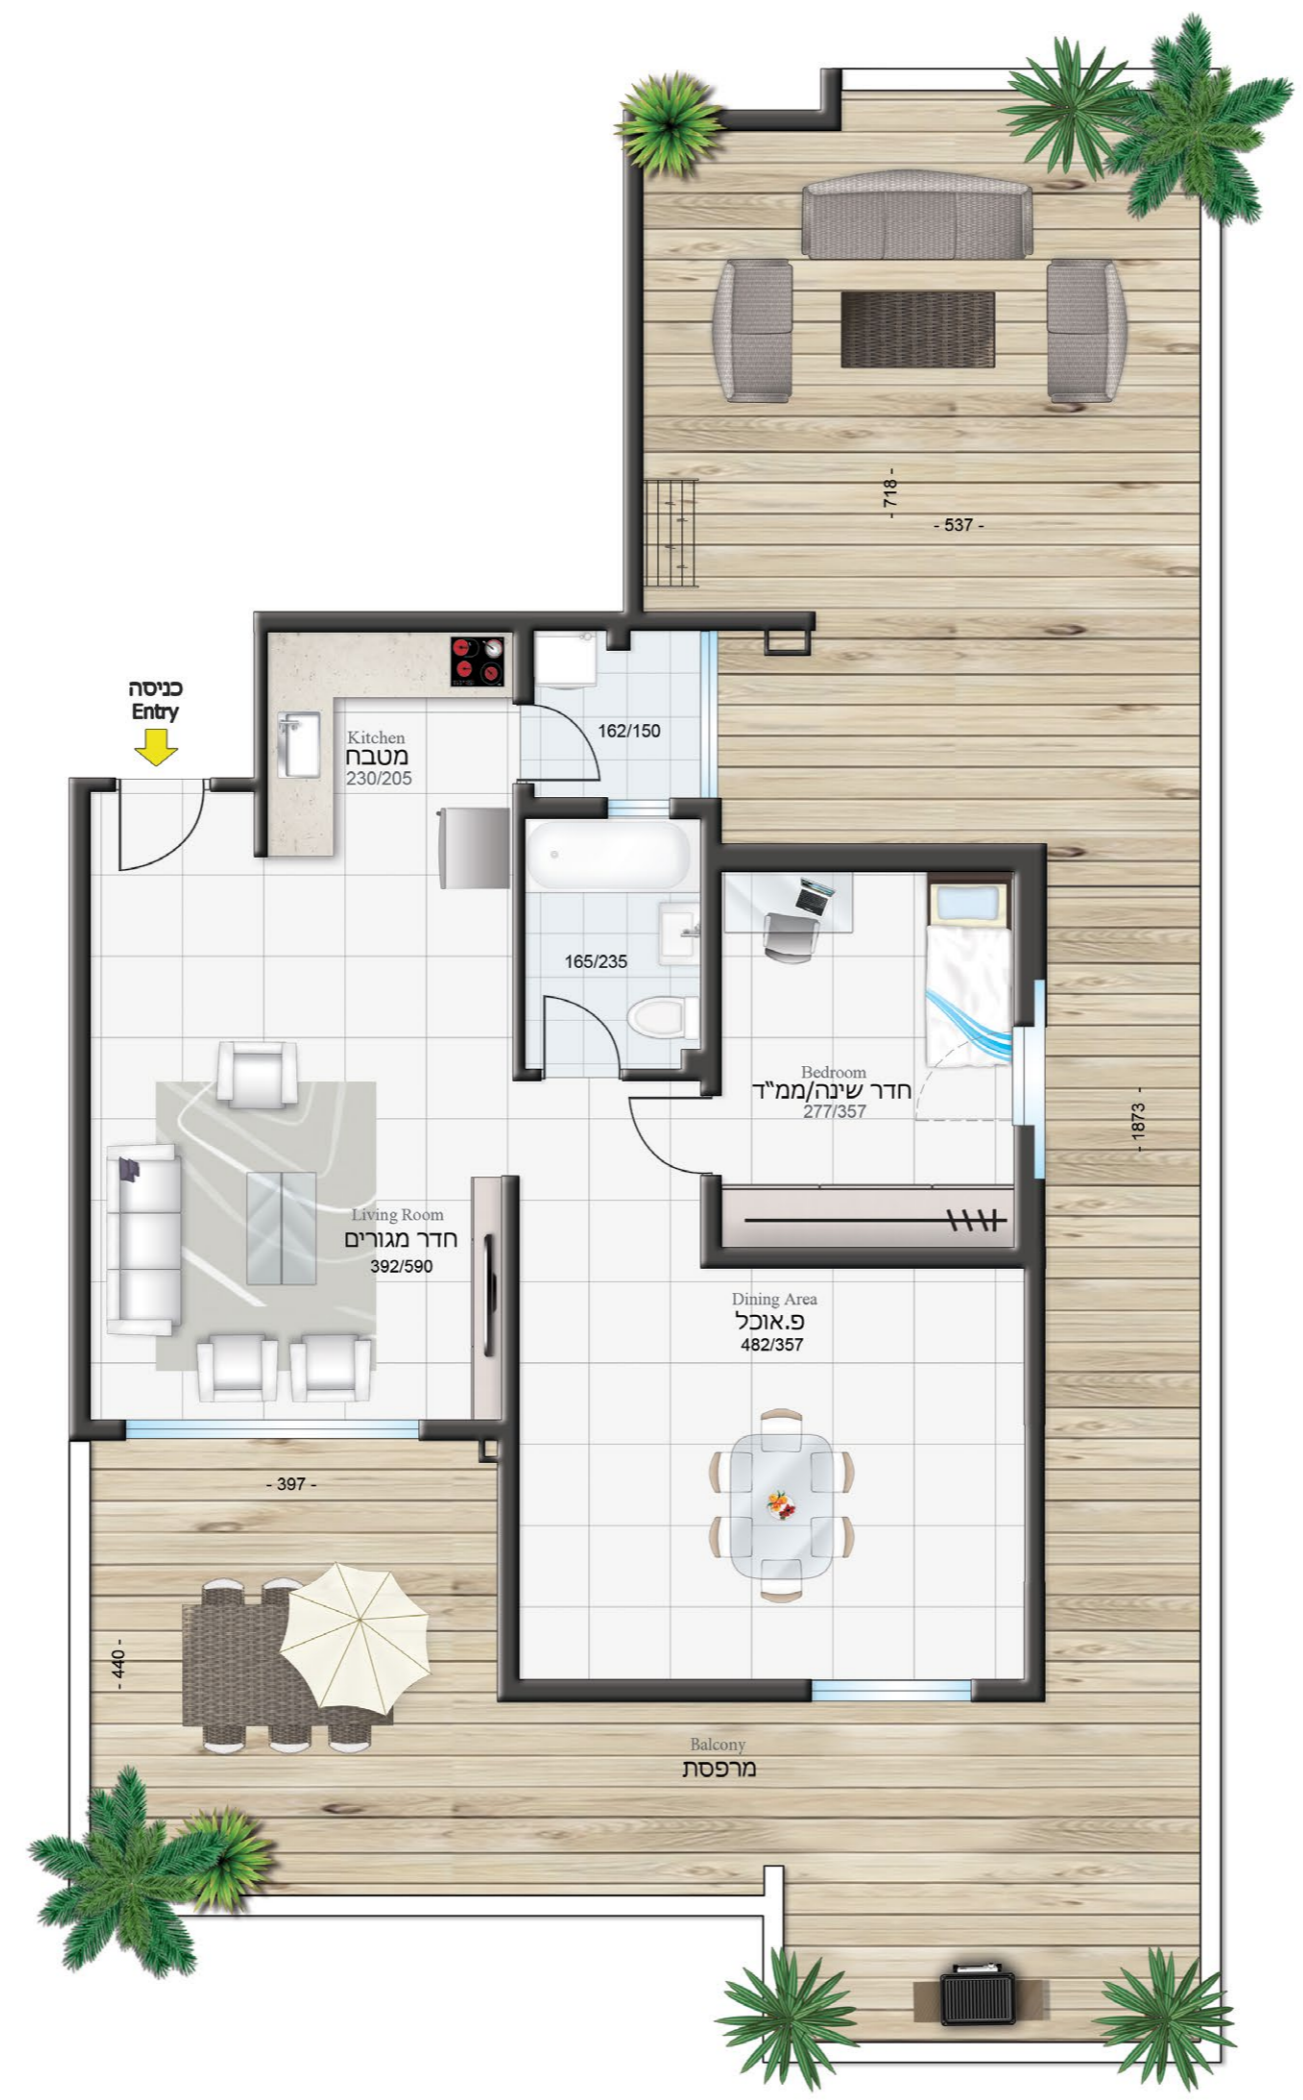 - 718 -
- 537 -
כניסה
Entry
Kitchen
מטבח
230/205
162/150
165/235
Bedroom
חדר שינה/ממ"ד
277/357
- 1873 -
Living Room
חדר מגורים
392/590
Dining Area
פ.אוכל
482/357
- 397 -
- 440 -
Balcony
מרפסת